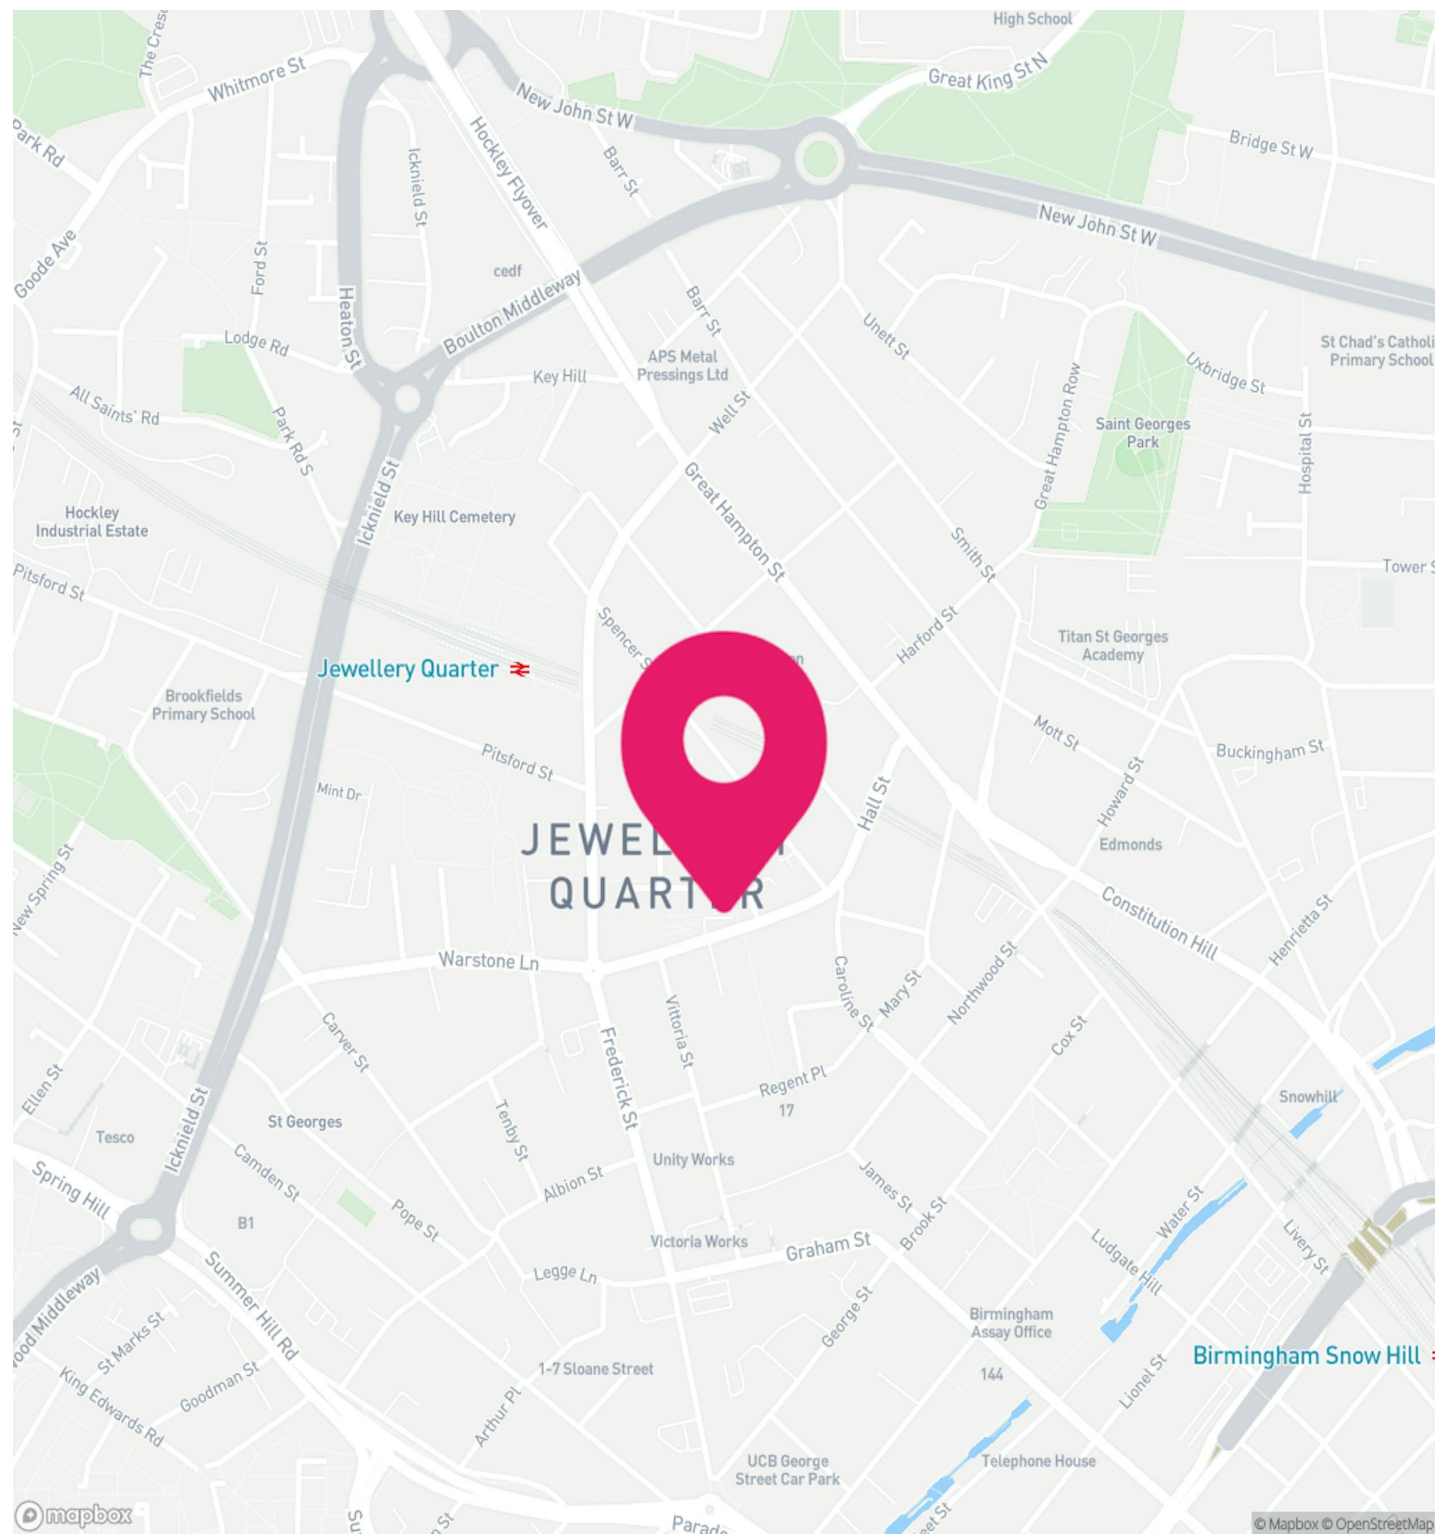 High School
The Cresc
Whitmore St
Great King St N
New John St W
Park Rd
Hockley Flyover
Barr St
Bridge St W
Icknield St
New John St W
Goode Ave
Ford St
cedf
Heaton St
Boulton Middleway
Barr St
Unett St
Lodge Rd
APS Metal
Pressings Ltd
St Chad's Catholi
Primary School
Key Hill
Uxbridge St
All Saints' Rd
Well St
Great Hampton Row
Park Rd S
Saint Georges
Park
Hospital St
St
Icknield St
Great Hampton St
Hockley
Industrial Estate
Key Hill Cemetery
Smith St
Pitsford St
Tower S
Spencer S
Harford St
Titan St Georges
Academy
Jewellery Quarter
Brookfields
Primary School
Mott St
Buckingham St
Pitsford St
Mint Dr
Hall St
Howard St
JEWEL
QUARTER
Edmonds
New Spring St
Constitution Hill
Henrietta St
Warstone Ln
Caroline St
Mary St
Northwood St
Vittoria St
Carver St
Cox St
Frederick St
Ellen St
Regent Pl
17
Snowhill
Icknield St
St Georges
Tenby St
Tesco
Camden St
Unity Works
Spring Hill
Albion St
James St
Pope St
B1
Brook St
Water St
Victoria Works
Graham St
Ludgate Hill
Livery St
Legge Ln
Summer Hill Rd
ood Middleway
George St
Birmingham
Assay Office
St Marks St
Birmingham Snow Hill
1-7 Sloane Street
144
Goodman St
Lionel St
King Edwards Rd
Arthur Pl
UCB George
Street Car Park
Telephone House
mapbox
Su
n St
Parade
eet St
© Mapbox © OpenStreetMap